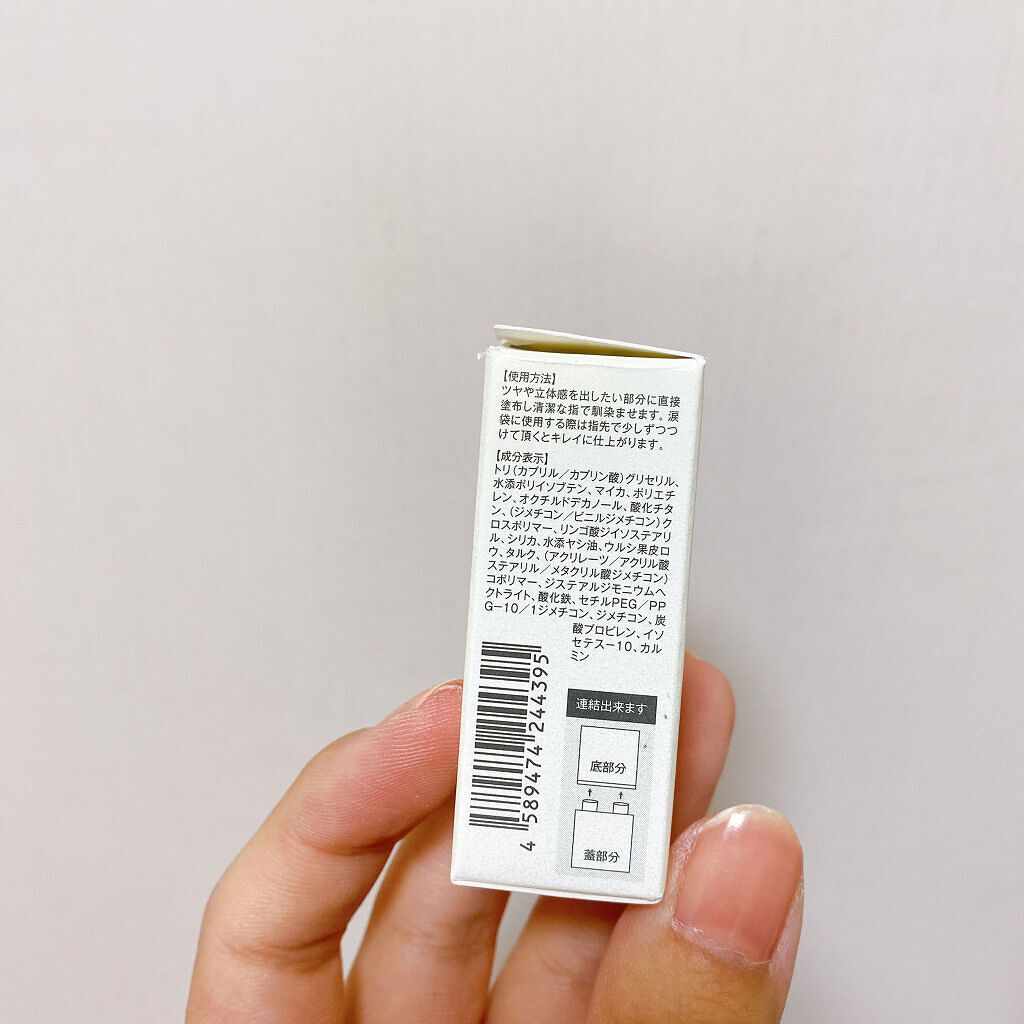 【使用方法】
ツヤや立体感を出したい部分に直接
塗布し清潔な指で馴染ませます。涙
袋に使用する際は指先で少しずつつ
けて頂くとキレイに仕上がります。
【成分表示】
トリ(カプリル/カプリン酸)グリセリル、
水添ポリイソブテン、マイカ、ポリエチ
レン、オクチルドデカノール、酸化チタ
ン、(ジメチコン/ビニルジメチコン)ク
ロスポリマー、リンゴ酸ジイソステアリ
ル、シリカ、水添ヤシ油、ウルシ果皮ロ
ウ、タルク、(アクリレーツ/アクリル酸
ステアリル/メタクリル酸ジメチコン)
コポリマー、ジステアルジモニウムヘ
クトライト、酸化鉄、セチルPEG/PP
G-10/1ジメチコン、ジメチコン、炭
酸プロピレン、イソ
セテス-10、カル
ミン
4 589474 244395
連結出来ます
底部分
蓋部分